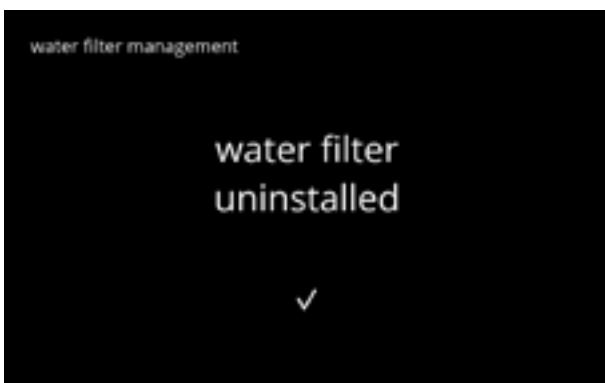 water filter management
water filter
uninstalled
✓